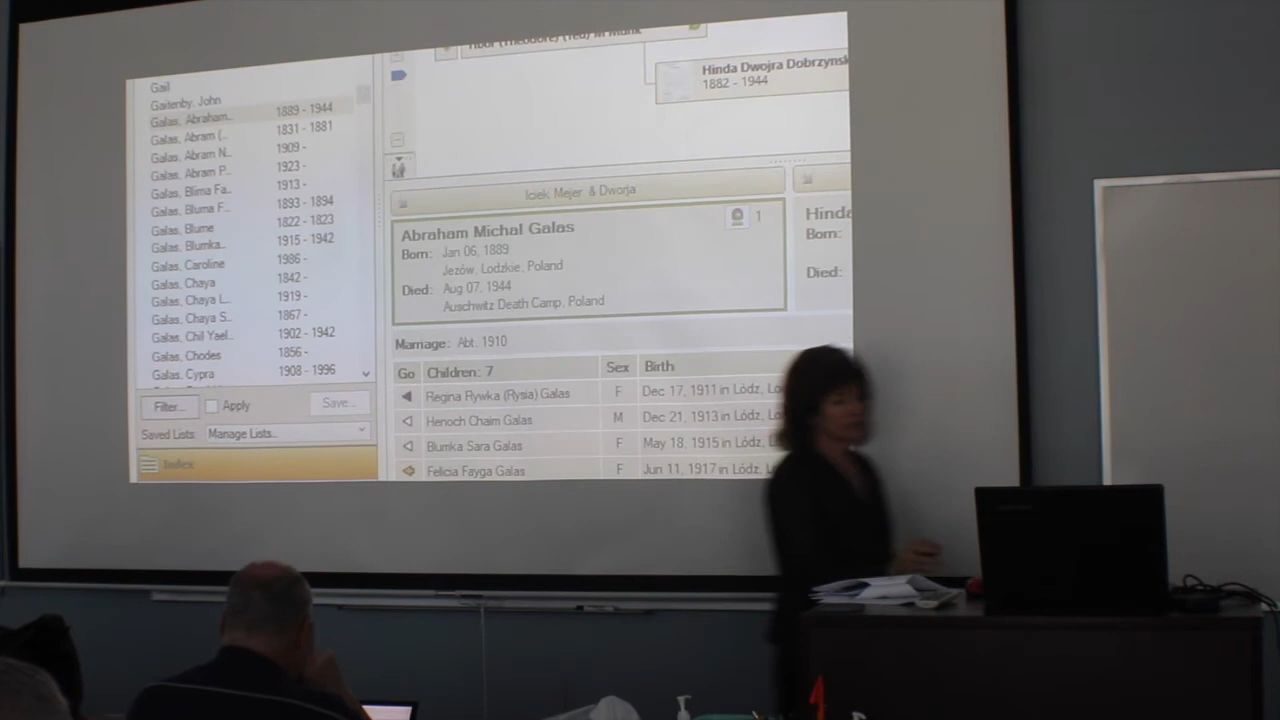 Gail
Gaitenby, John
Galas, Abraham.. 1889 - 1944
Galas, Abram (.. 1831 - 1881
Galas, Abram N.. 1909 -
Galas, Abram P.. 1923 -
Galas, Blima Fa.. 1913 -
Galas, Bluma F.. 1893 - 1894
Galas, Blume 1822 - 1823
Galas, Blumka.. 1915 - 1942
Galas, Caroline 1986 -
Galas, Chaya 1842 -
Galas, Chaya L.. 1919 -
Galas, Chaya S.. 1867 -
Galas, Chil Yael.. 1902 - 1942
Galas, Chodes 1856 -
Galas, Cypra 1908 - 1996
Filter... Apply Save...
Saved Lists: Manage Lists...
Index
Tibor (Theodore) (Ted) M Munk
Hinda Dwojra Dobrzynsk
1882 - 1944
Iciek Mejer & Dworja
Abraham Michal Galas 1
Born: Jan 06, 1889
Jezów, Lodzkie, Poland
Died: Aug 07, 1944
Auschwitz Death Camp, Poland
Hinda
Born:
Died:
Marriage: Abt. 1910
Go Children: 7 Sex Birth
Regina Rywka (Rysia) Galas F Dec 17, 1911 in Lódz, Lo
Henoch Chaim Galas M Dec 21, 1913 in Lódz, L
Blumka Sara Galas F May 18, 1915 in Lódz, L
Felicia Fayga Galas F Jun 11, 1917 in Lódz,